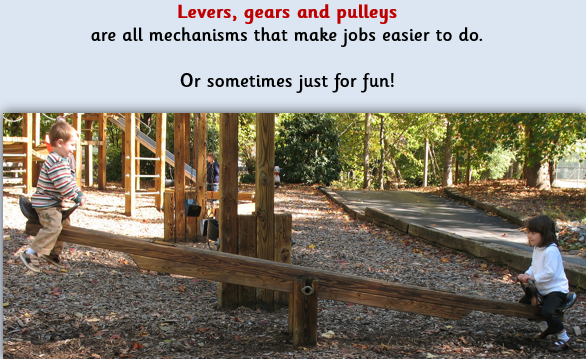 Levers, gears and pulleys
are all mechanisms that make jobs easier to do.
Or sometimes just for fun!